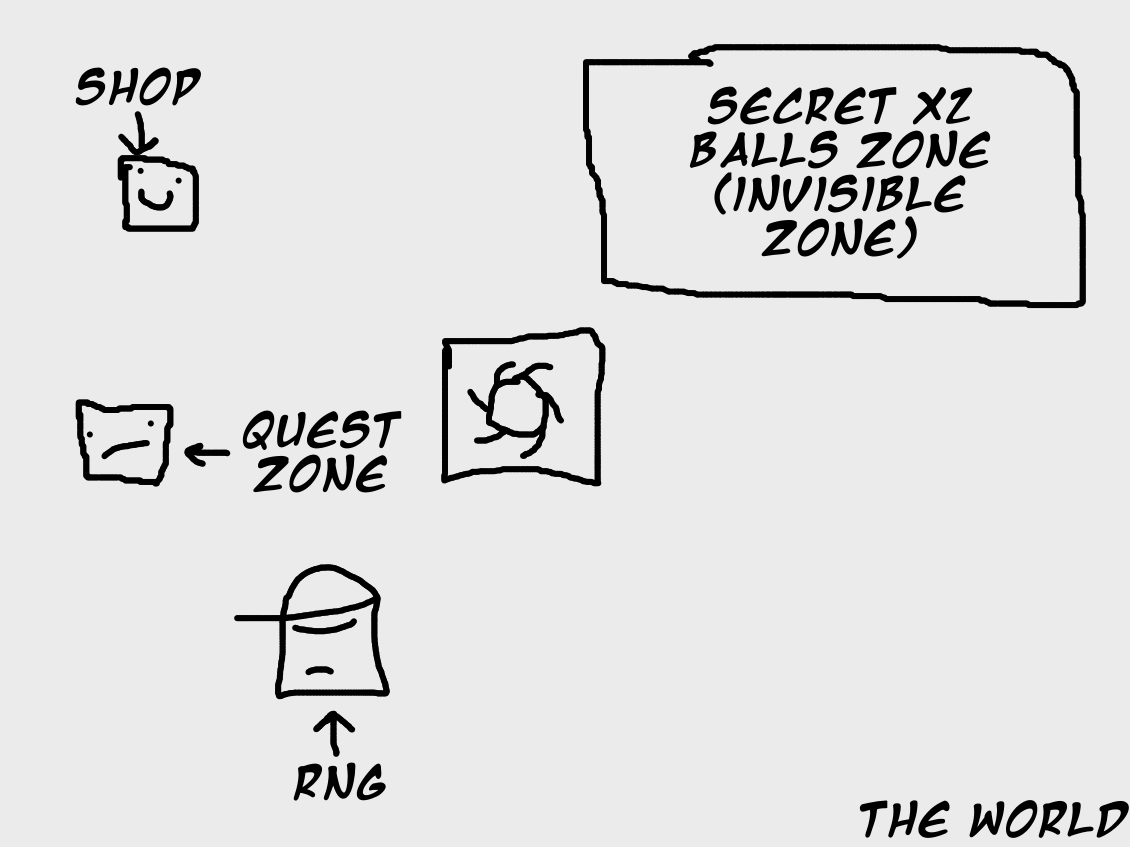 SHOP
SECRET X2
BALLS ZONE
(INVISIBLE
ZONE)
QUEST
ZONE
RNG
THE WORLD